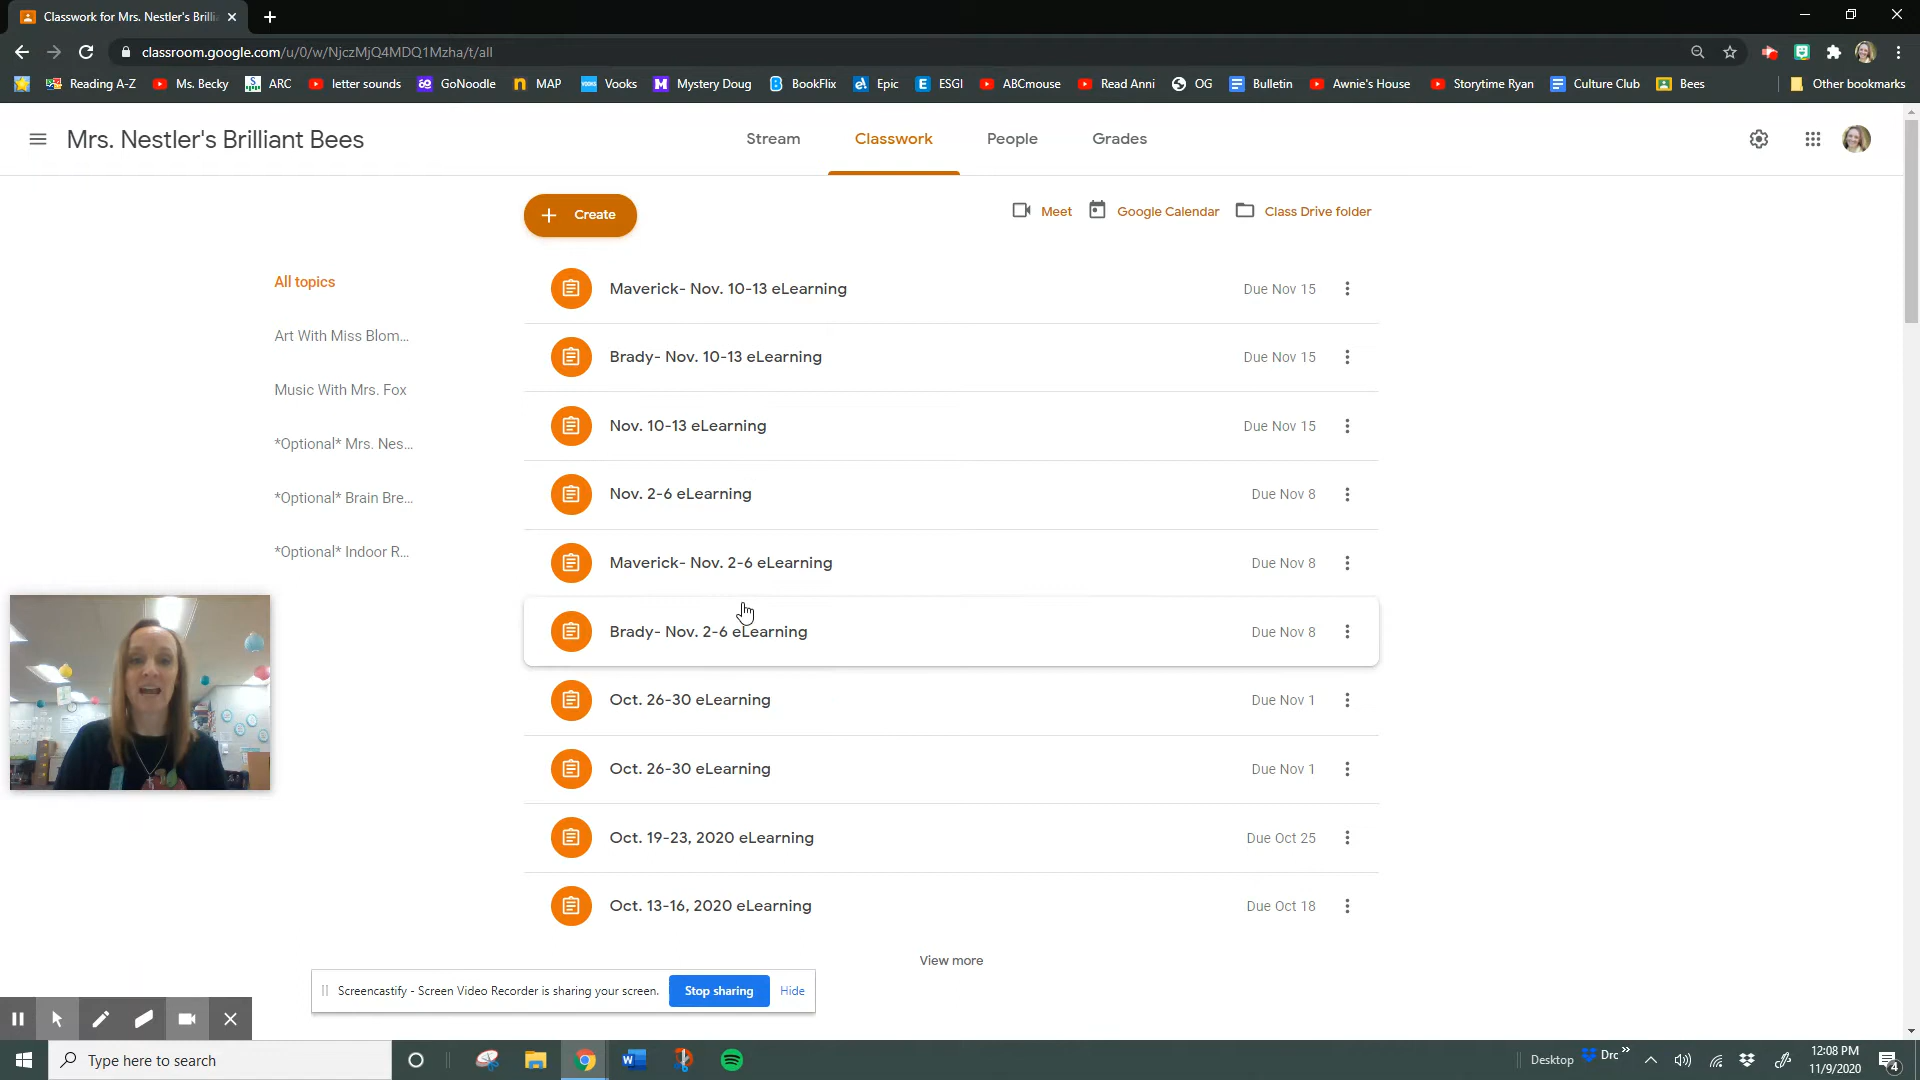 Classwork for Mrs. Nestler's Brilli
classroom.google.com/u/0/w/NjczMjQ4MDQ1Mzha/t/all
Reading A-Z Ms. Becky ARC letter sounds GoNoodle MAP Vooks Mystery Doug BookFlix Epic ESGI ABCmouse Read Anni OG Bulletin Awnie's House Storytime Ryan Culture Club Bees Other bookmarks
Mrs. Nestler's Brilliant Bees Stream Classwork People Grades
Create Meet Google Calendar Class Drive folder
All topics
Art With Miss Blom...
Music With Mrs. Fox
*Optional* Mrs. Nes...
*Optional* Brain Bre...
*Optional* Indoor R...
Maverick- Nov. 10-13 eLearning Due Nov 15
Brady- Nov. 10-13 eLearning Due Nov 15
Nov. 10-13 eLearning Due Nov 15
Nov. 2-6 eLearning Due Nov 8
Maverick- Nov. 2-6 eLearning Due Nov 8
Brady- Nov. 2-6 eLearning Due Nov 8
Oct. 26-30 eLearning Due Nov 1
Oct. 26-30 eLearning Due Nov 1
Oct. 19-23, 2020 eLearning Due Oct 25
Oct. 13-16, 2020 eLearning Due Oct 18
View more
Screencastify - Screen Video Recorder is sharing your screen. Stop sharing Hide
Type here to search Desktop Drc » 12:08 PM
11/9/2020 4